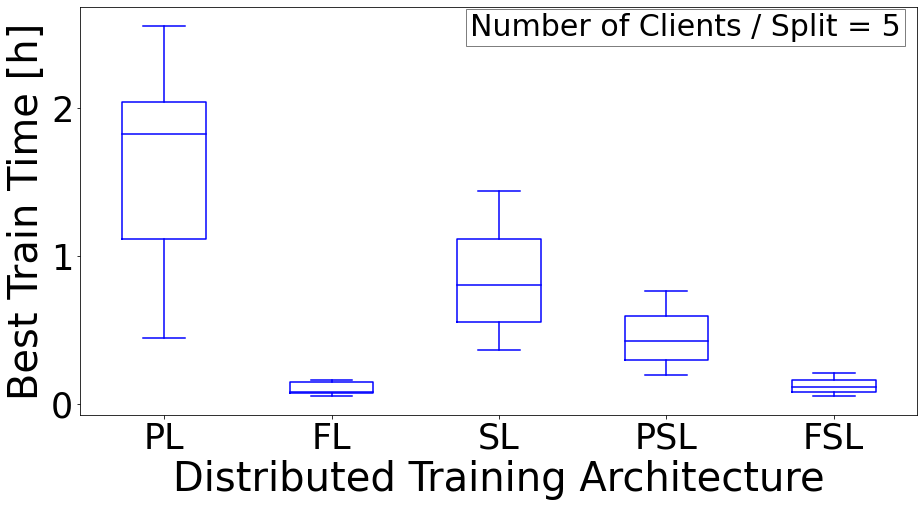 Number of Clients / Split = 5
Best Train Time [h]
2
1
0
PL FL SL PSL FSL
Distributed Training Architecture